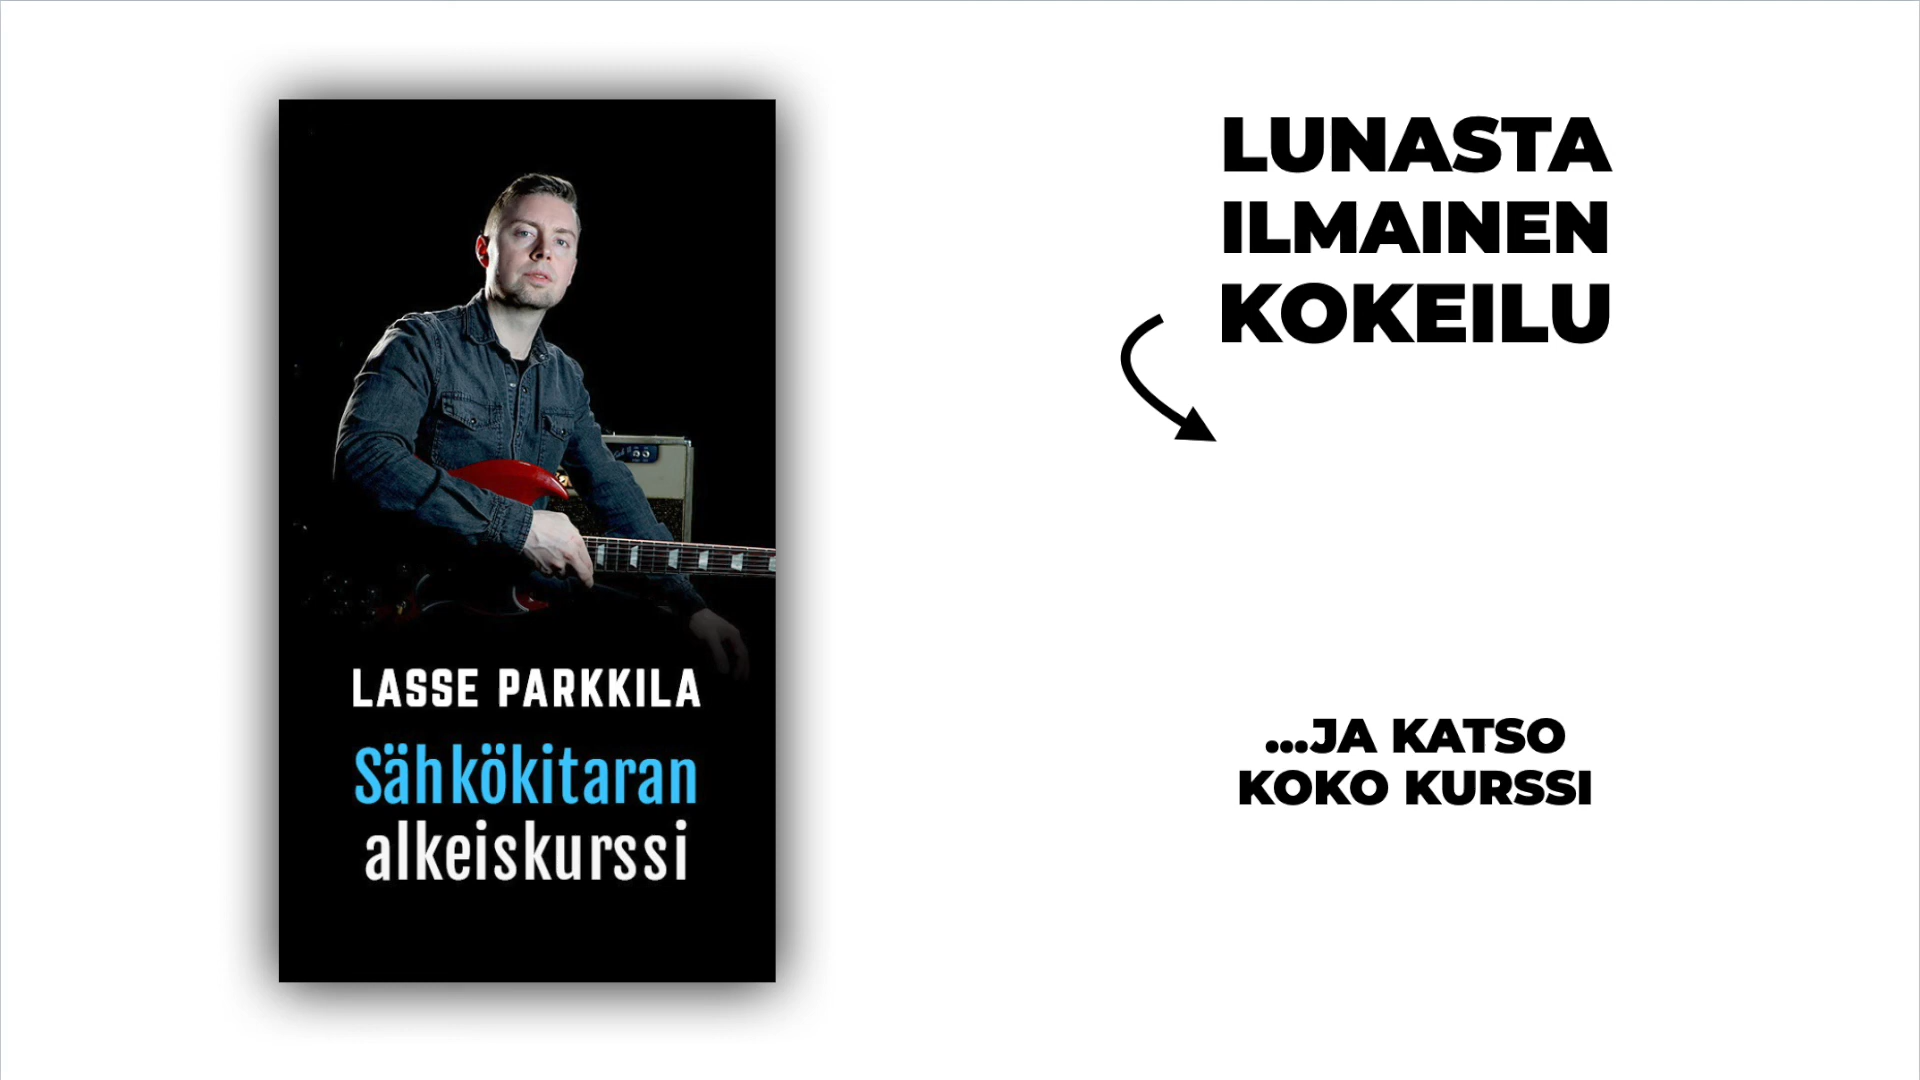 LASSE PARKKILA
Sähkökitaran
alkeiskurssi
LUNASTA
ILMAINEN
KOKEILU
...JA KATSO
KOKO KURSSI